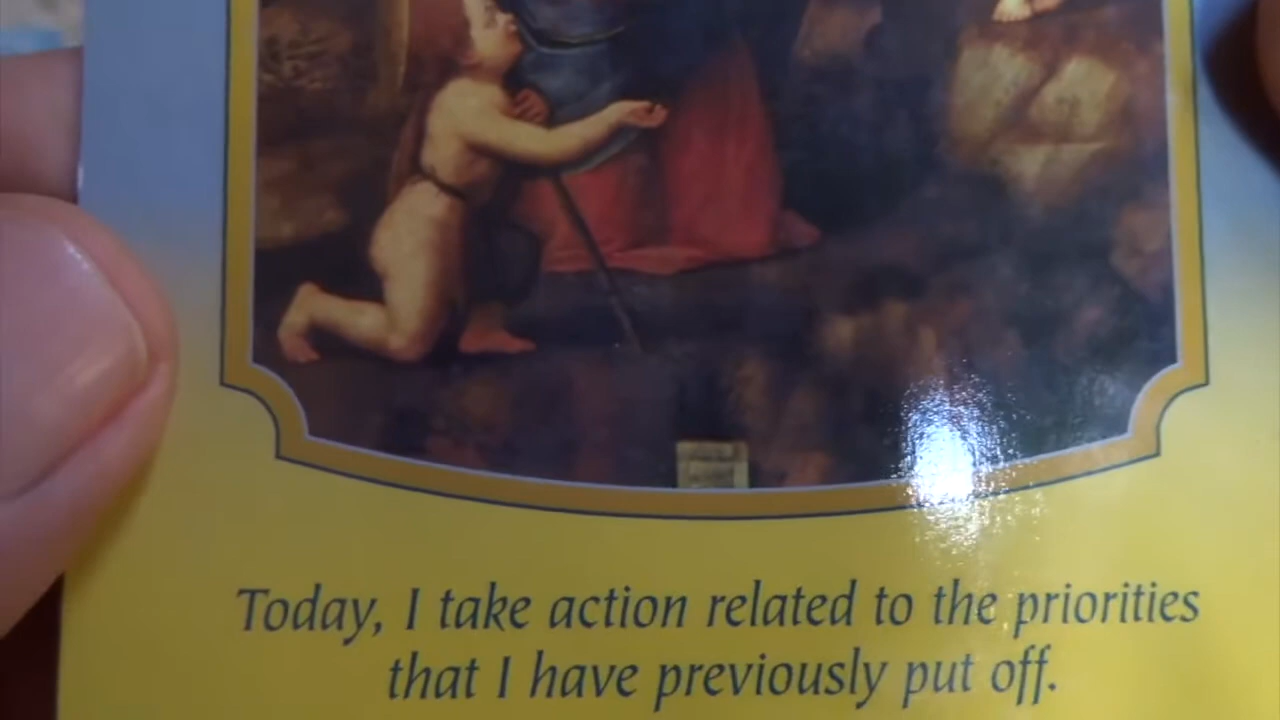 Today, I take action related to the priorities
that I have previously put off.